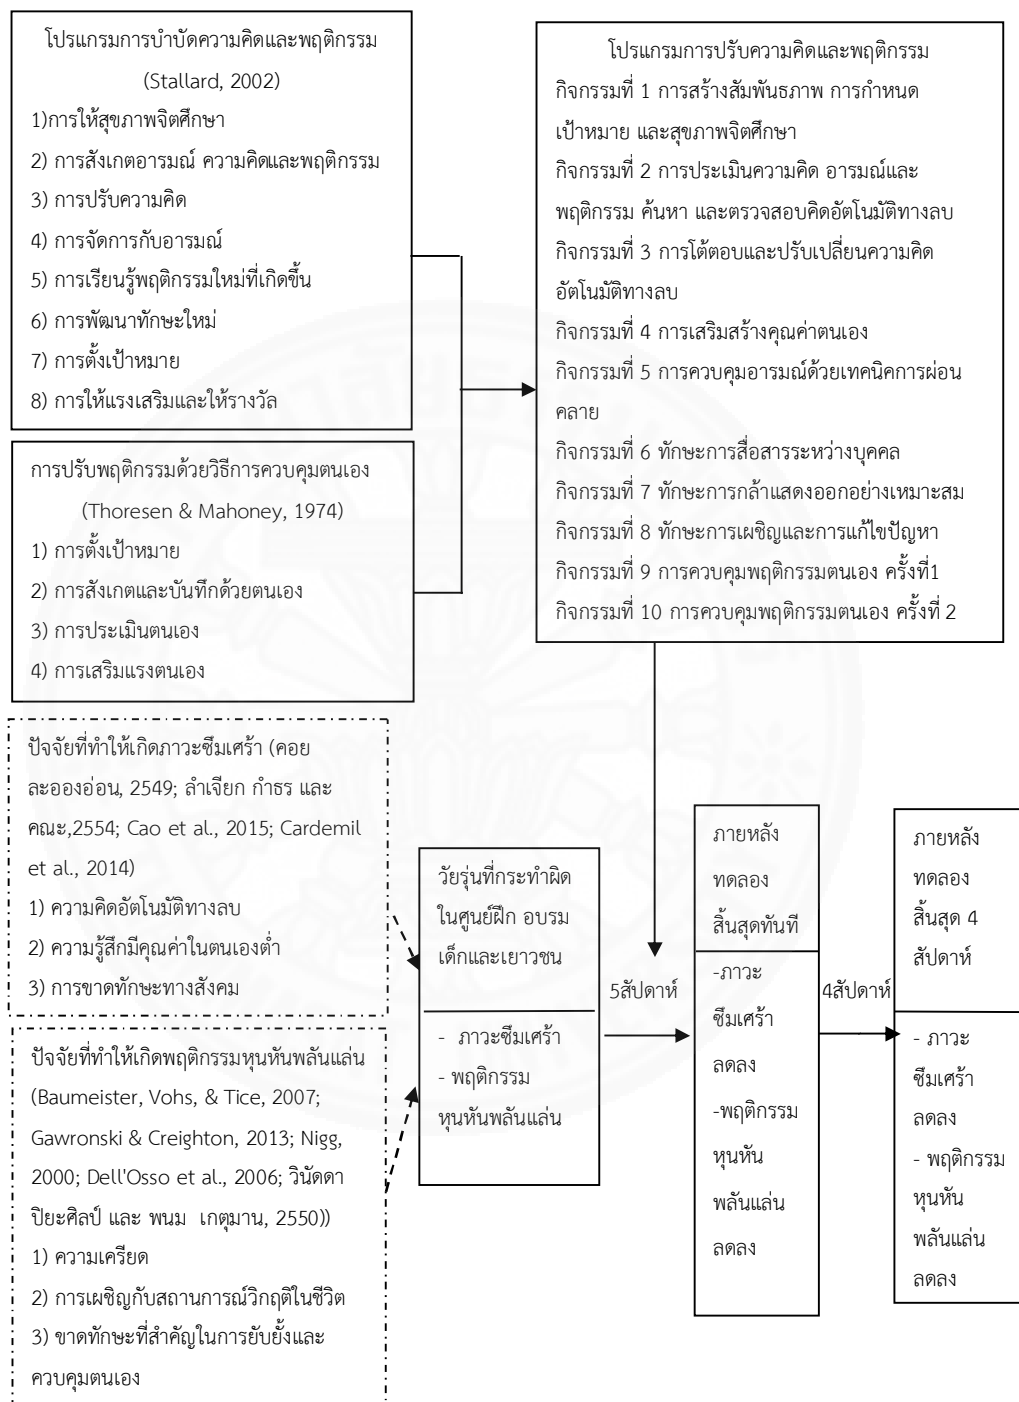 โปรแกรมการบำบัดความคิดและพฤติกรรม
(Stallard, 2002)
1)การให้สุขภาพจิตศึกษา
2) การสังเกตอารมณ์ ความคิดและพฤติกรรม
3) การปรับความคิด
4) การจัดการกับอารมณ์
5) การเรียนรู้พฤติกรรมใหม่ที่เกิดขึ้น
6) การพัฒนาทักษะใหม่
7) การตั้งเป้าหมาย
8) การให้แรงเสริมและให้รางวัล
การปรับพฤติกรรมด้วยวิธีการควบคุมตนเอง
(Thoresen & Mahoney, 1974)
1) การตั้งเป้าหมาย
2) การสังเกตและบันทึกด้วยตนเอง
3) การประเมินตนเอง
4) การเสริมแรงตนเอง
โปรแกรมการปรับความคิดและพฤติกรรม
กิจกรรมที่ 1 การสร้างสัมพันธภาพ การกำหนด
เป้าหมาย และสุขภาพจิตศึกษา
กิจกรรมที่ 2 การประเมินความคิด อารมณ์และ
พฤติกรรม ค้นหา และตรวจสอบคิดอัตโนมัติทางลบ
กิจกรรมที่ 3 การโต้ตอบและปรับเปลี่ยนความคิด
อัตโนมัติทางลบ
กิจกรรมที่ 4 การเสริมสร้างคุณค่าตนเอง
กิจกรรมที่ 5 การควบคุมอารมณ์ด้วยเทคนิคการผ่อน
คลาย
กิจกรรมที่ 6 ทักษะการสื่อสารระหว่างบุคคล
กิจกรรมที่ 7 ทักษะการกล้าแสดงออกอย่างเหมาะสม
กิจกรรมที่ 8 ทักษะการเผชิญและการแก้ไขปัญหา
กิจกรรมที่ 9 การควบคุมพฤติกรรมตนเอง ครั้งที่1
กิจกรรมที่ 10 การควบคุมพฤติกรรมตนเอง ครั้งที่ 2
ปัจจัยที่ทำให้เกิดภาวะซึมเศร้า (คอย
ละอองอ่อน, 2549; ลำเจียก กำธร และ
คณะ,2554; Cao et al., 2015; Cardemil
et al., 2014)
1) ความคิดอัตโนมัติทางลบ
2) ความรู้สึกมีคุณค่าในตนเองต่ำ
3) การขาดทักษะทางสังคม
ปัจจัยที่ทำให้เกิดพฤติกรรมหุนหันพลันแล่น
(Baumeister, Vohs, & Tice, 2007;
Gawronski & Creighton, 2013; Nigg,
2000; Dell'Osso et al., 2006; วินัดดา
ปิยะศิลป์ และ พนม เกตุมาน, 2550))
1) ความเครียด
2) การเผชิญกับสถานการณ์วิกฤติในชีวิต
3) ขาดทักษะที่สำคัญในการยับยั้งและ
ควบคุมตนเอง
วัยรุ่นที่กระทำผิด
ในศูนย์ฝึก อบรม
เด็กและเยาวชน
- ภาวะซึมเศร้า
- พฤติกรรม
หุนหันพลันแล่น
5สัปดาห์
ภายหลัง
ทดลอง
สิ้นสุดทันที
-ภาวะ
ซึมเศร้า
ลดลง
-พฤติกรรม
หุนหัน
พลันแล่น
ลดลง
4สัปดาห์
ภายหลัง
ทดลอง
สิ้นสุด 4
สัปดาห์
- ภาวะ
ซึมเศร้า
ลดลง
- พฤติกรรม
หุนหัน
พลันแล่น
ลดลง